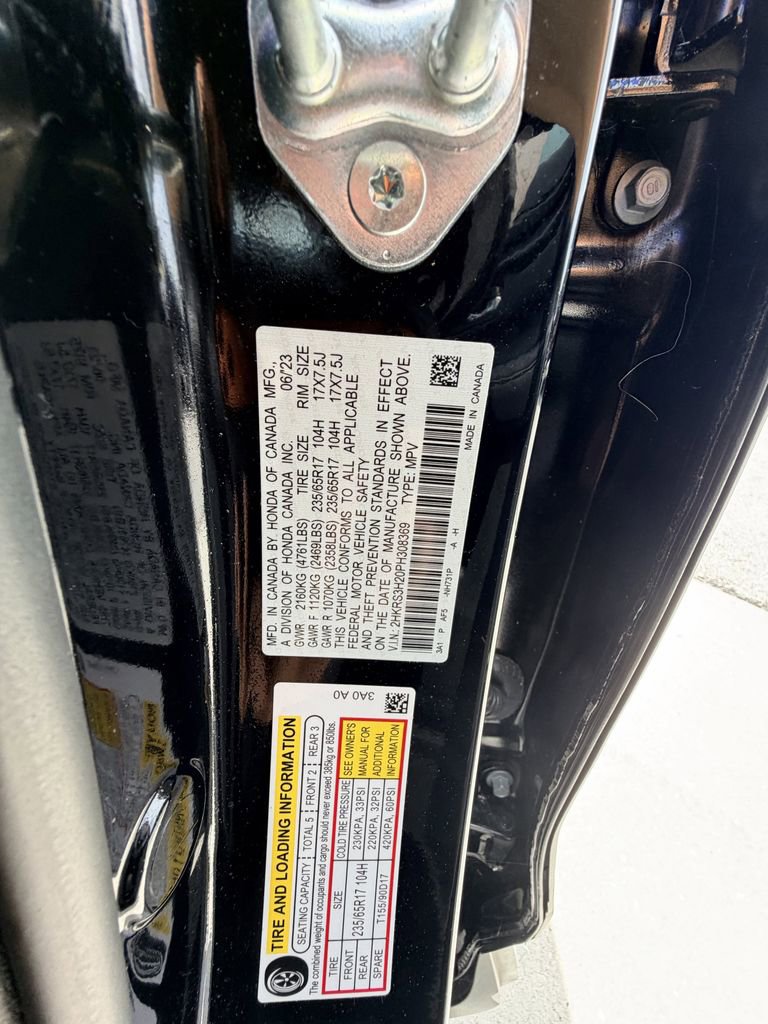 MFD. IN CANADA BY HONDA OF CANADA MFG.,
A DIVISION OF HONDA CANADA INC. 06/23
GVWR 2160KG (4761LBS) TIRE SIZE RIM SIZE
GAWR F 1120KG (2469LBS) 235/65R17 104H 17X7.5J
GAWR R 1070KG (2358LBS) 235/65R17 104H 17X7.5J
THIS VEHICLE CONFORMS TO ALL APPLICABLE
FEDERAL MOTOR VEHICLE SAFETY
AND THEFT PREVENTION STANDARDS IN EFFECT
ON THE DATE OF MANUFACTURE SHOWN ABOVE.
V.I.N.: 2HKRS3H20PH308369 TYPE: MPV
3A1 P AF5 -NH731P -A -H
MADE IN CANADA
TIRE AND LOADING INFORMATION
SEATING CAPACITY TOTAL 5 FRONT 2 REAR 3
The combined weight of occupants and cargo should never exceed 385kg or 850lbs.
TIRE SIZE COLD TIRE PRESSURE SEE OWNER'S
FRONT 235/65R17 104H 230KPA, 33PSI MANUAL FOR
REAR 220KPA, 32PSI ADDITIONAL
SPARE T155/90D17 420KPA, 60PSI INFORMATION
3A0 A0